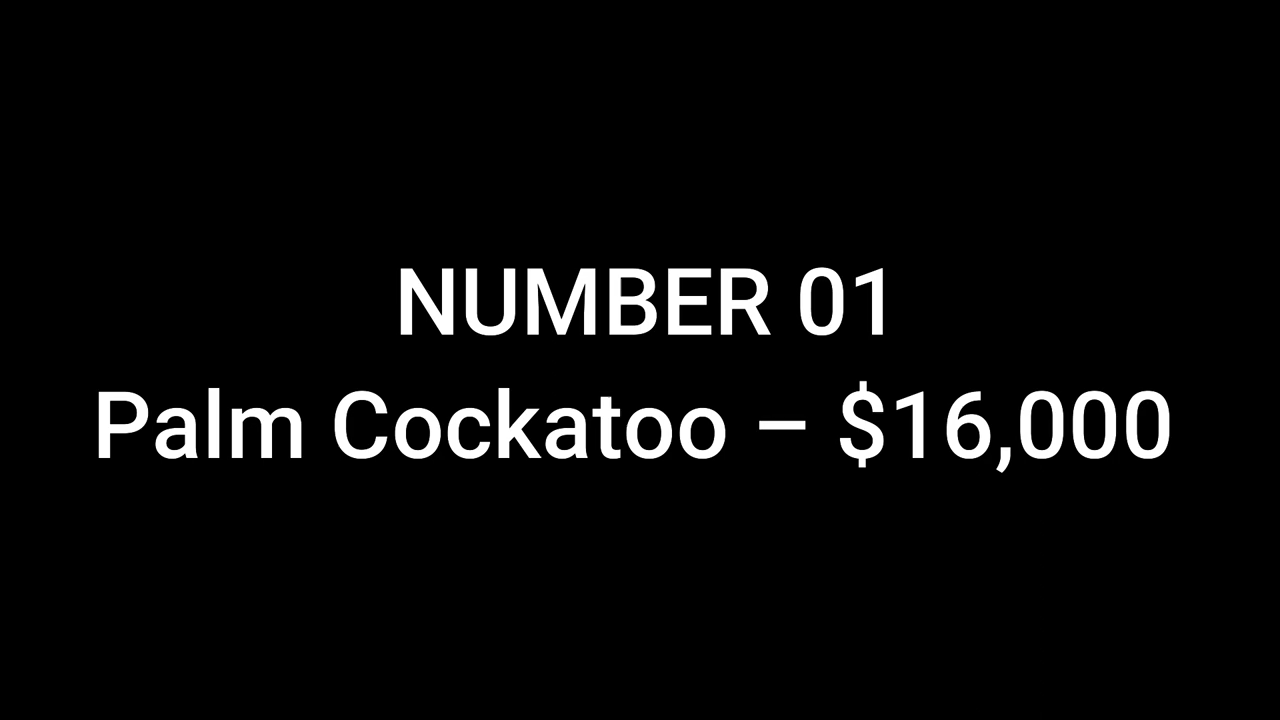 NUMBER 01
Palm Cockatoo – $16,000